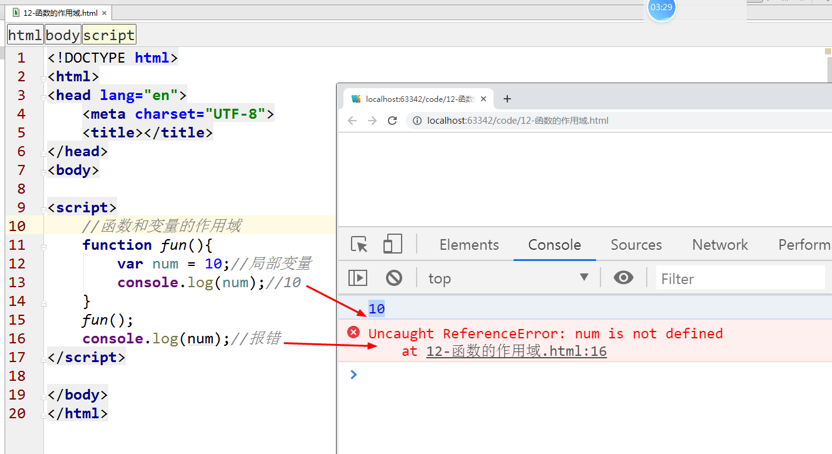 12-函数的作用域.html ×
03:29
html body script
1 <!DOCTYPE html>
2 <html>
3 <head lang="en">
4 <meta charset="UTF-8">
5 <title></title>
6 </head>
7 <body>
8
9 <script>
10 //函数和变量的作用域
11 function fun(){
12 var num = 10;//局部变量
13 console.log(num);//10
14 }
15 fun();
16 console.log(num);//报错
17 </script>
18
19 </body>
20 </html>
localhost:63342/code/12-函数 × +
localhost:63342/code/12-函数的作用域.html
Elements Console Sources Network Perform
top Filter
10
Uncaught ReferenceError: num is not defined
at 12-函数的作用域.html:16